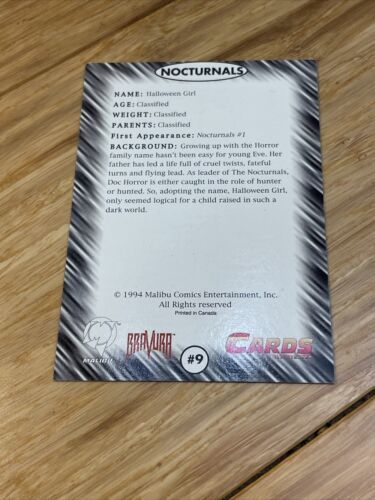 NOCTURNALS
NAME: Halloween Girl
AGE: Classified
WEIGHT: Classified
PARENTS: Classified
First Appearance: Nocturnals #1
BACKGROUND: Growing up with the Horror
family name hasn't been easy for young Eve. Her
father has led a life full of cruel twists, fateful
turns and flying lead. As leader of The Nocturnals,
Doc Horror is either caught in the role of hunter
or hunted. So, adopting the name, Halloween Girl,
only seemed logical for a child raised in such a
dark world.
© 1994 Malibu Comics Entertainment, Inc.
All Rights reserved
Printed in Canada
MALIBU
BRAVURA
#9
CARDS